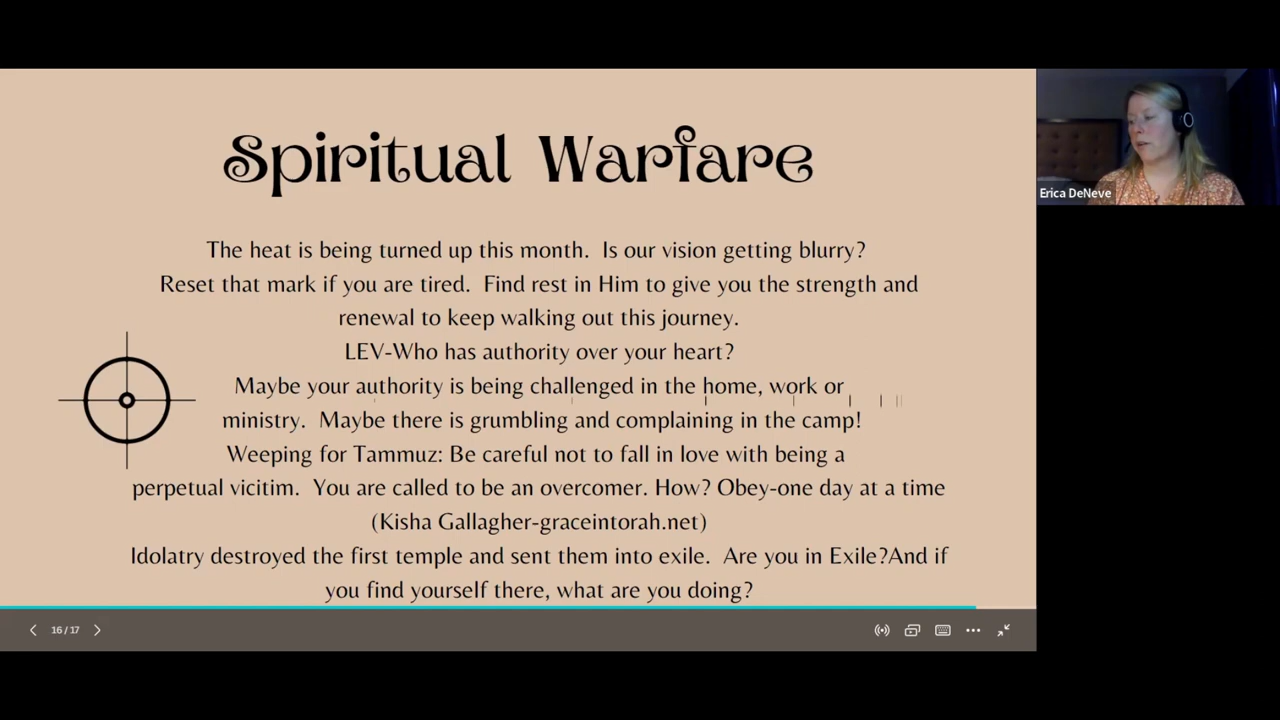 Spiritual Warfare
Erica DeNeve
The heat is being turned up this month.  Is our vision getting blurry?
Reset that mark if you are tired.  Find rest in Him to give you the strength and
renewal to keep walking out this journey.
LEV-Who has authority over your heart?
Maybe your authority is being challenged in the home, work or
ministry.  Maybe there is grumbling and complaining in the camp!
Weeping for Tammuz: Be careful not to fall in love with being a
perpetual vicitim.  You are called to be an overcomer. How? Obey-one day at a time
(Kisha Gallagher-graceintorah.net)
Idolatry destroyed the first temple and sent them into exile.  Are you in Exile?And if
you find yourself there, what are you doing?
16 / 17